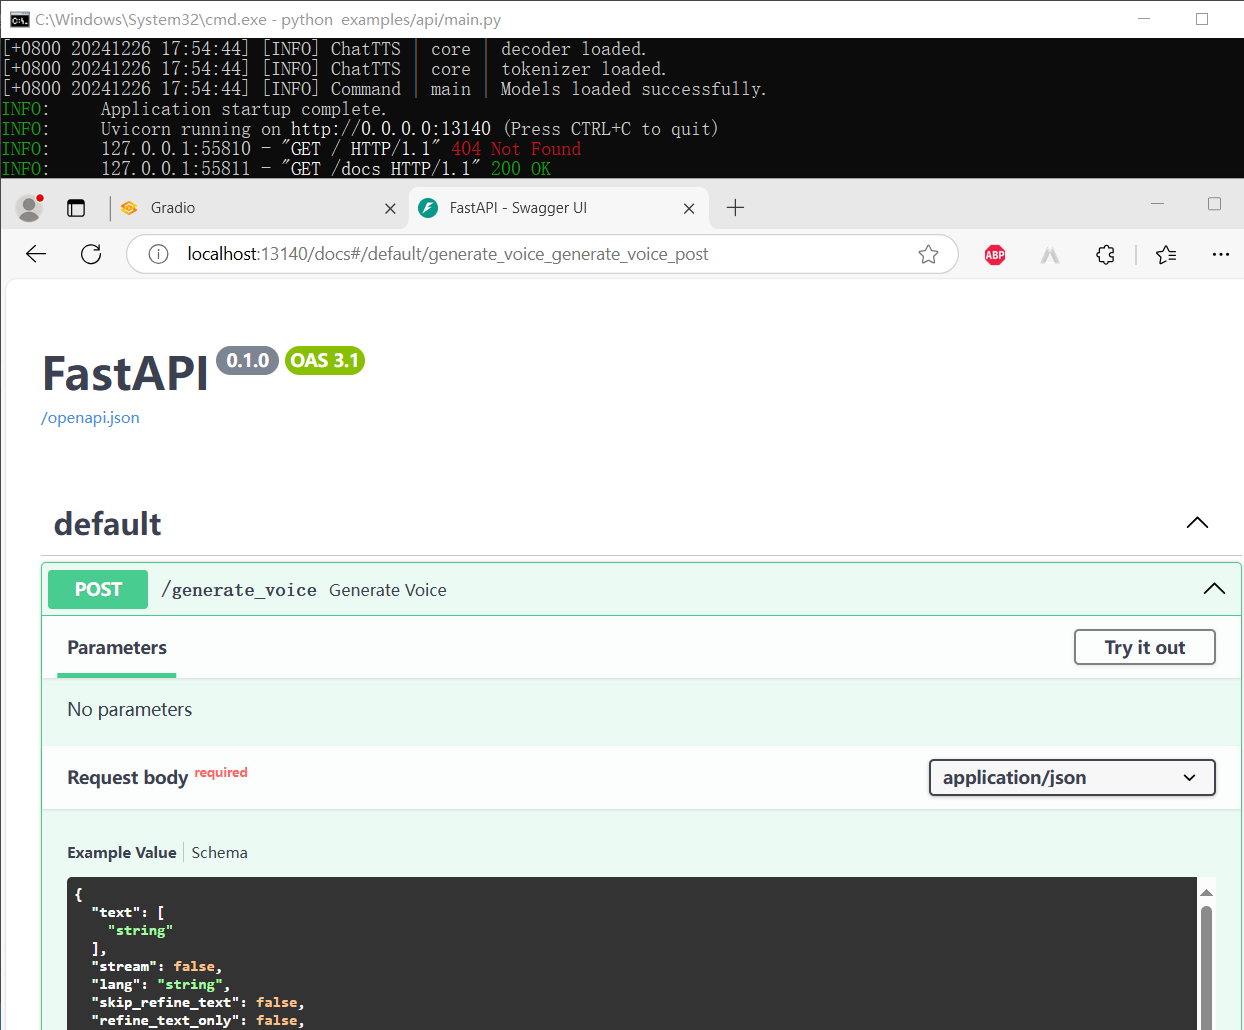 C:\Windows\System32\cmd.exe - python  examples/api/main.py
[+0800 20241226 17:54:44] [INFO] ChatTTS | core | decoder loaded.
[+0800 20241226 17:54:44] [INFO] ChatTTS | core | tokenizer loaded.
[+0800 20241226 17:54:44] [INFO] Command | main | Models loaded successfully.
INFO:     Application startup complete.
INFO:     Uvicorn running on http://0.0.0.0:13140 (Press CTRL+C to quit)
INFO:     127.0.0.1:55810 - "GET / HTTP/1.1" 404 Not Found
INFO:     127.0.0.1:55811 - "GET /docs HTTP/1.1" 200 OK
Gradio
FastAPI - Swagger UI
localhost:13140/docs#/default/generate_voice_generate_voice_post
ABP
FastAPI 0.1.0 OAS 3.1
/openapi.json
default
POST /generate_voice Generate Voice
Parameters
Try it out
No parameters
Request body required
application/json
Example Value | Schema
{
  "text": [
    "string"
  ],
  "stream": false,
  "lang": "string",
  "skip_refine_text": false,
  "refine_text_only": false,